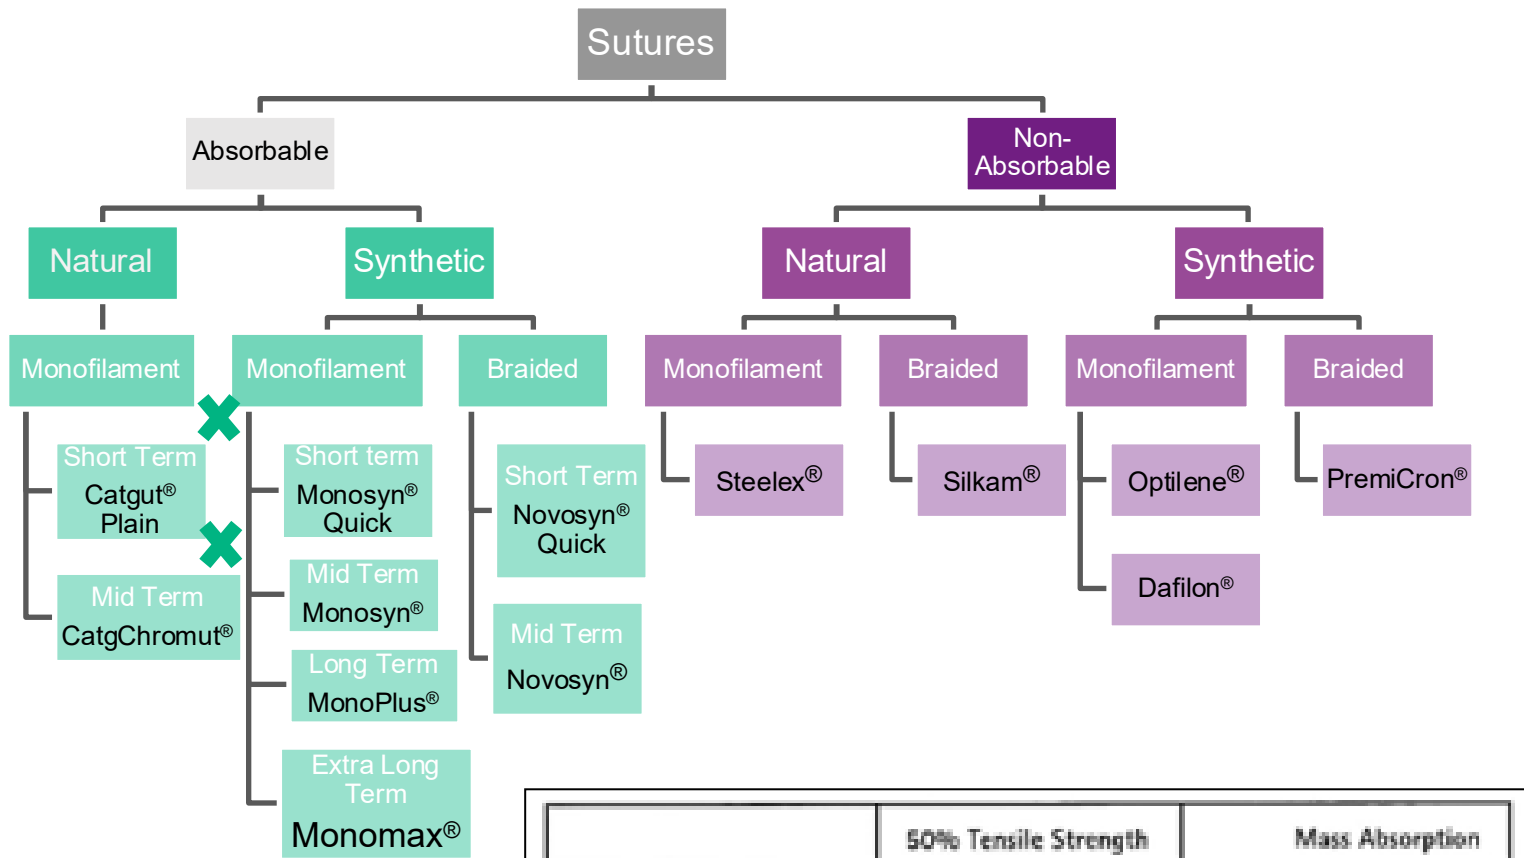 Sutures
Absorbable
Non-
Absorbable
Natural
Synthetic
Natural
Synthetic
Monofilament
Monofilament
Braided
Monofilament
Braided
Monofilament
Braided
Short Term
Catgut®
Plain
Mid Term
CatgChromut®
Short term
Monosyn®
Quick
Mid Term
Monosyn®
Long Term
MonoPlus®
Extra Long
Term
Monomax®
Short Term
Novosyn®
Quick
Mid Term
Novosyn®
Steelex®
Silkam®
Optilene®
Dafilon®
PremiCron®
50% Tensile Strength
Mass Absorption